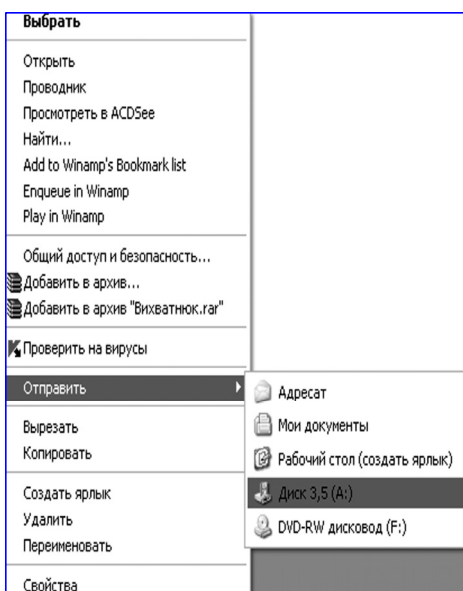 Выбрать
Открыть
Проводник
Просмотреть в ACDSee
Найти...
Add to Winamp's Bookmark list
Enqueue in Winamp
Play in Winamp
Общий доступ и безопасность...
Добавить в архив...
Добавить в архив "Вихватнюк.rar"
Проверить на вирусы
Отправить
Вырезать
Копировать
Создать ярлык
Удалить
Переименовать
Свойства
Адресат
Мои документы
Рабочий стол (создать ярлык)
Диск 3,5 (A:)
DVD-RW дисковод (F:)